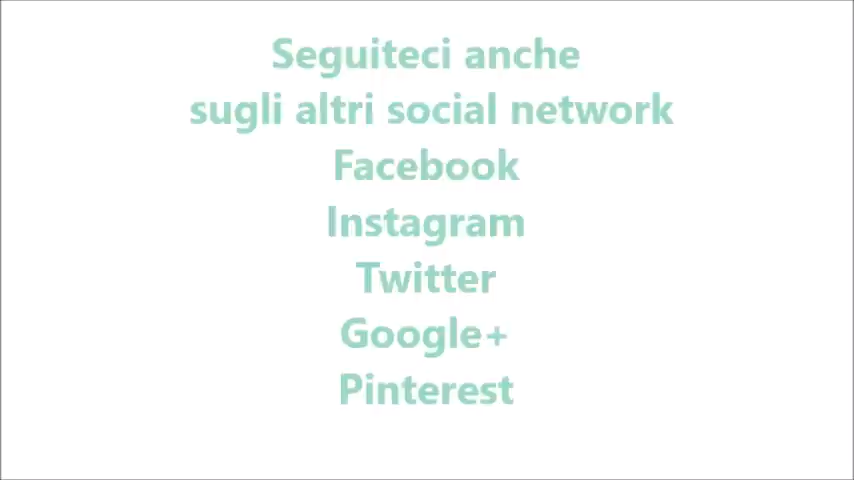 Seguiteci anche
sugli altri social network
Facebook
Instagram
Twitter
Google+
Pinterest